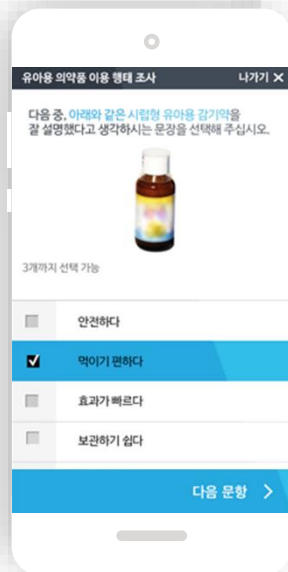 유아용 의약품 이용 행태 조사 나가기 ✕
다음 중, 아래와 같은 시럽형 유아용 감기약을
잘 설명했다고 생각하시는 문장을 선택해 주십시오.
3개까지 선택 가능
안전하다
먹이기 편하다
효과가 빠르다
보관하기 쉽다
다음 문항 >